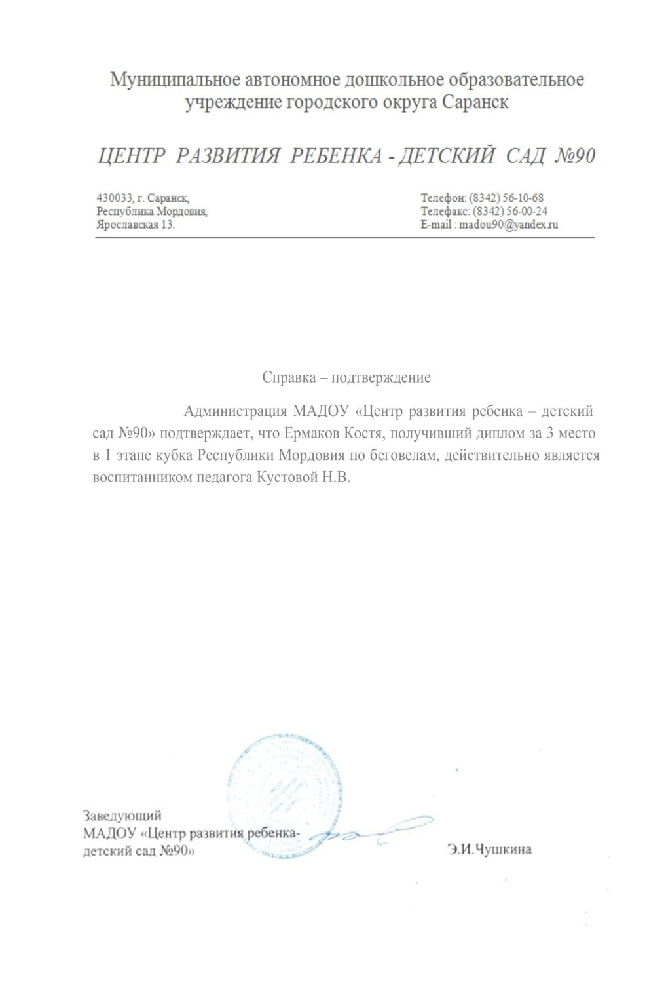 Муниципальное автономное дошкольное образовательное
учреждение городского округа Саранск
ЦЕНТР РАЗВИТИЯ РЕБЕНКА - ДЕТСКИЙ САД №90
430033, г. Саранск,
Республика Мордовия,
Ярославская 13.
Телефон: (8342) 56-10-68
Телефакс: (8342) 56-00-24
E-mail : madou90@yandex.ru
Справка – подтверждение
Администрация МАДОУ «Центр развития ребенка – детский
сад №90» подтверждает, что Ермаков Костя, получивший диплом за 3 место
в 1 этапе кубка Республики Мордовия по беговелам, действительно является
воспитанником педагога Кустовой Н.В.
Заведующий
МАДОУ «Центр развития ребенка-
детский сад №90»
Э.И.Чушкина